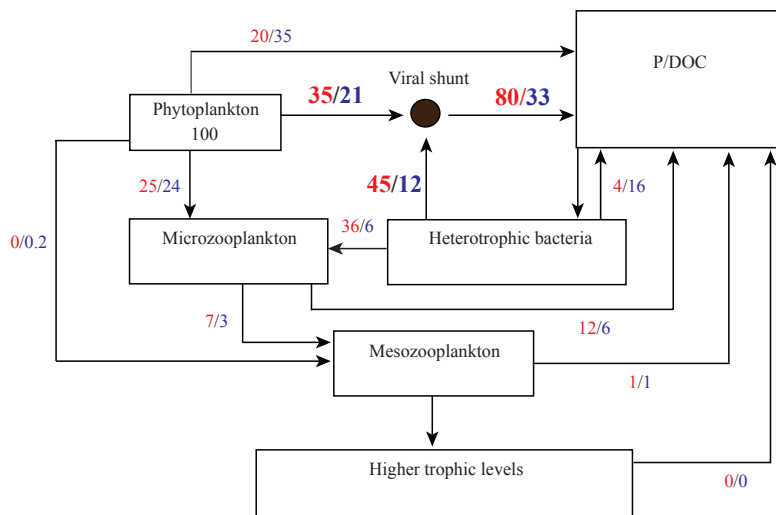 20/35
P/DOC
Viral shunt
35/21
80/33
Phytoplankton
100
45/12
25/24
4/16
36/6
Microzooplankton
Heterotrophic bacteria
0/0.2
7/3
12/6
Mesozooplankton
1/1
Higher trophic levels
0/0